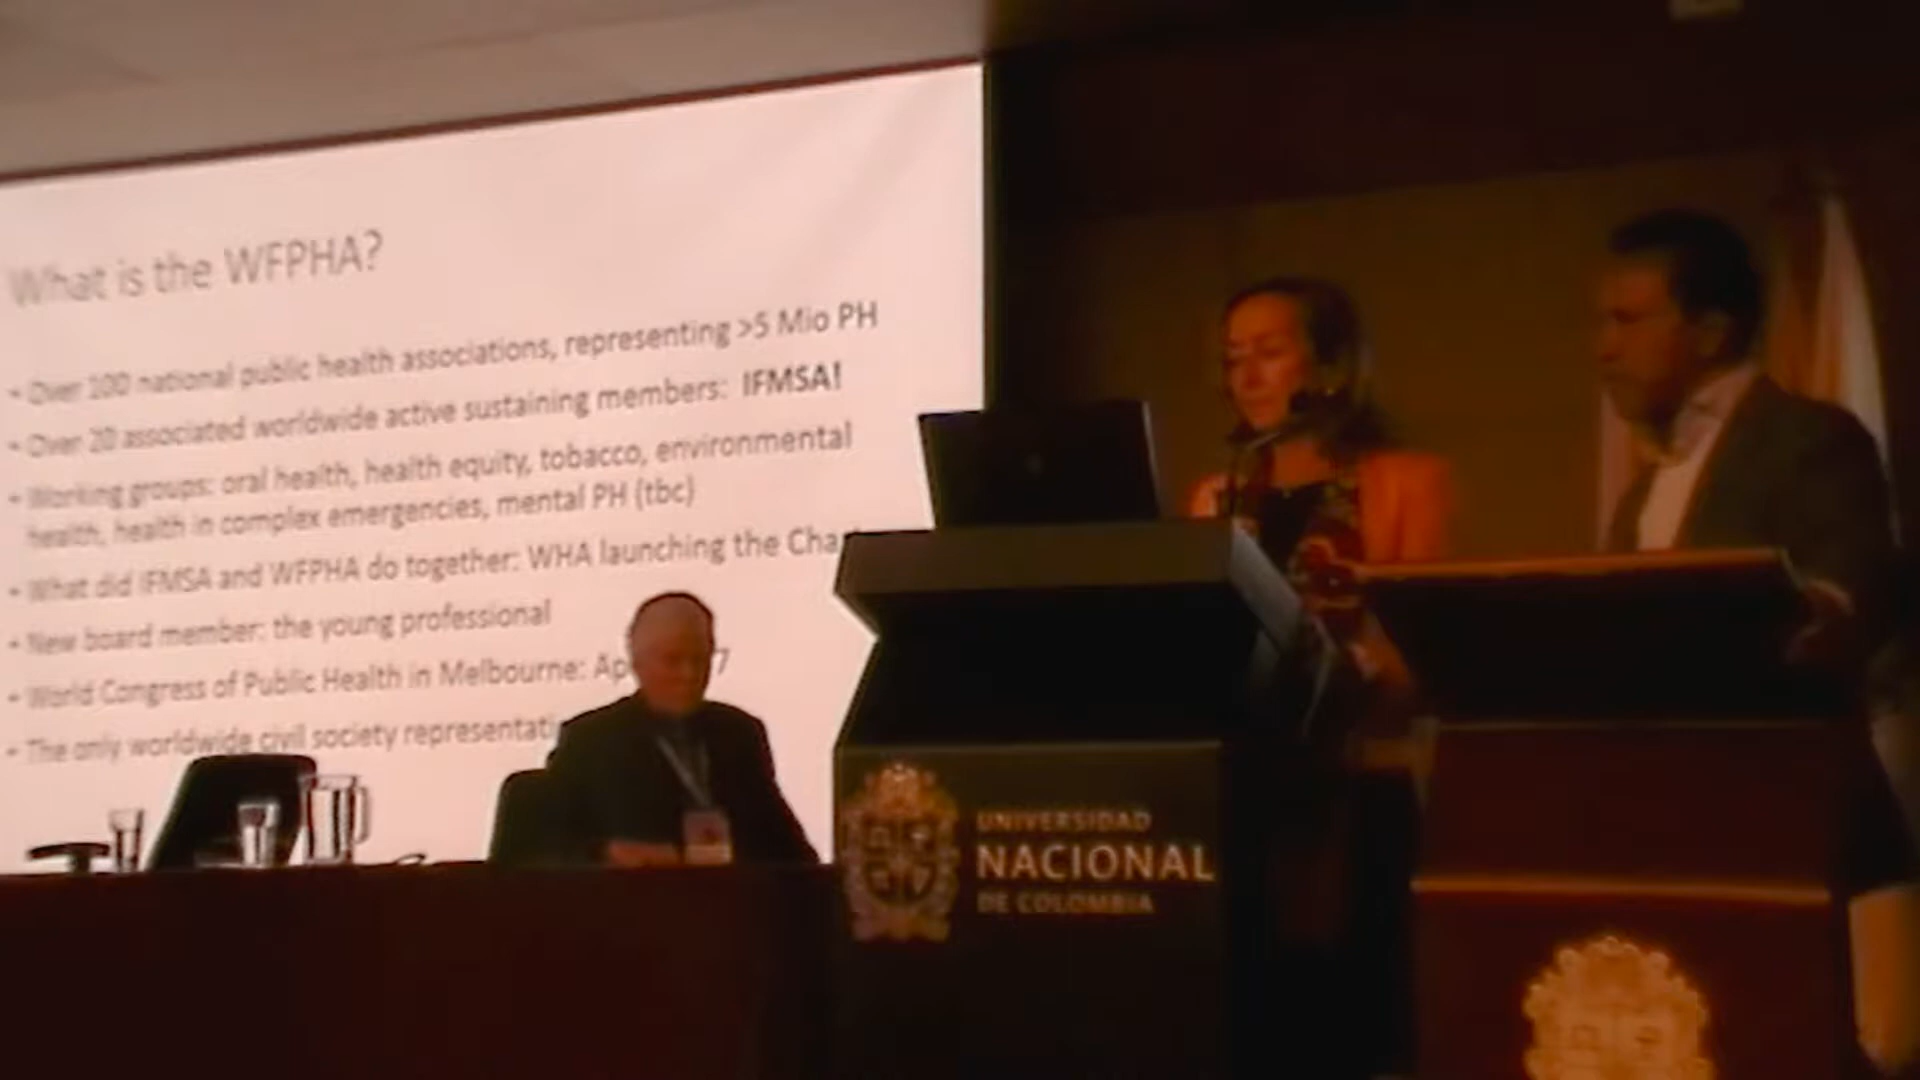 What is the WFPHA?
• Over 100 national public health associations, representing >5 Mio PH
• Over 20 associated worldwide active sustaining members: IFMSA!
• Working groups: oral health, health equity, tobacco, environmental
health, health in complex emergencies, mental PH (tbc)
• What did IFMSA and WFPHA do together: WHA launching the
• New board member: the young professional
• World Congress of Public Health in Melbourne:
• The only worldwide civil society
UNIVERSIDAD
NACIONAL
DE COLOMBIA